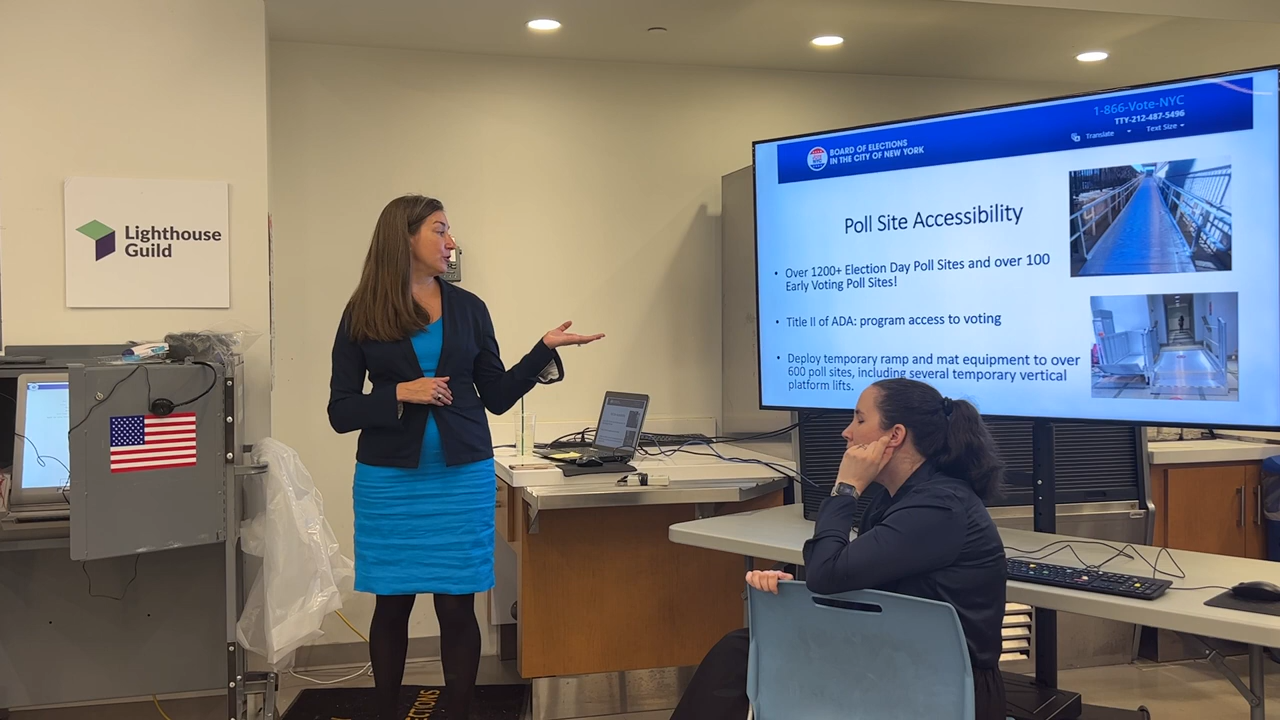 Lighthouse
Guild
1-866-Vote-NYC
TTY-212-487-5496
Translate
Text Size
BOARD OF ELECTIONS
IN THE CITY OF NEW YORK
Poll Site Accessibility
• Over 1200+ Election Day Poll Sites and over 100
Early Voting Poll Sites!
• Title II of ADA: program access to voting
• Deploy temporary ramp and mat equipment to over
600 poll sites, including several temporary vertical
platform lifts.